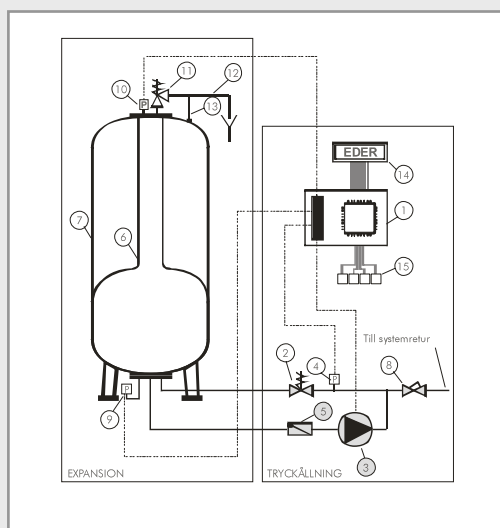 11
12
10
P
13
EDER
14
7
1
6
15
Till systemretur
2
4
8
P
P
5
9
3
EXPANSION
TRYCKÅLLNING